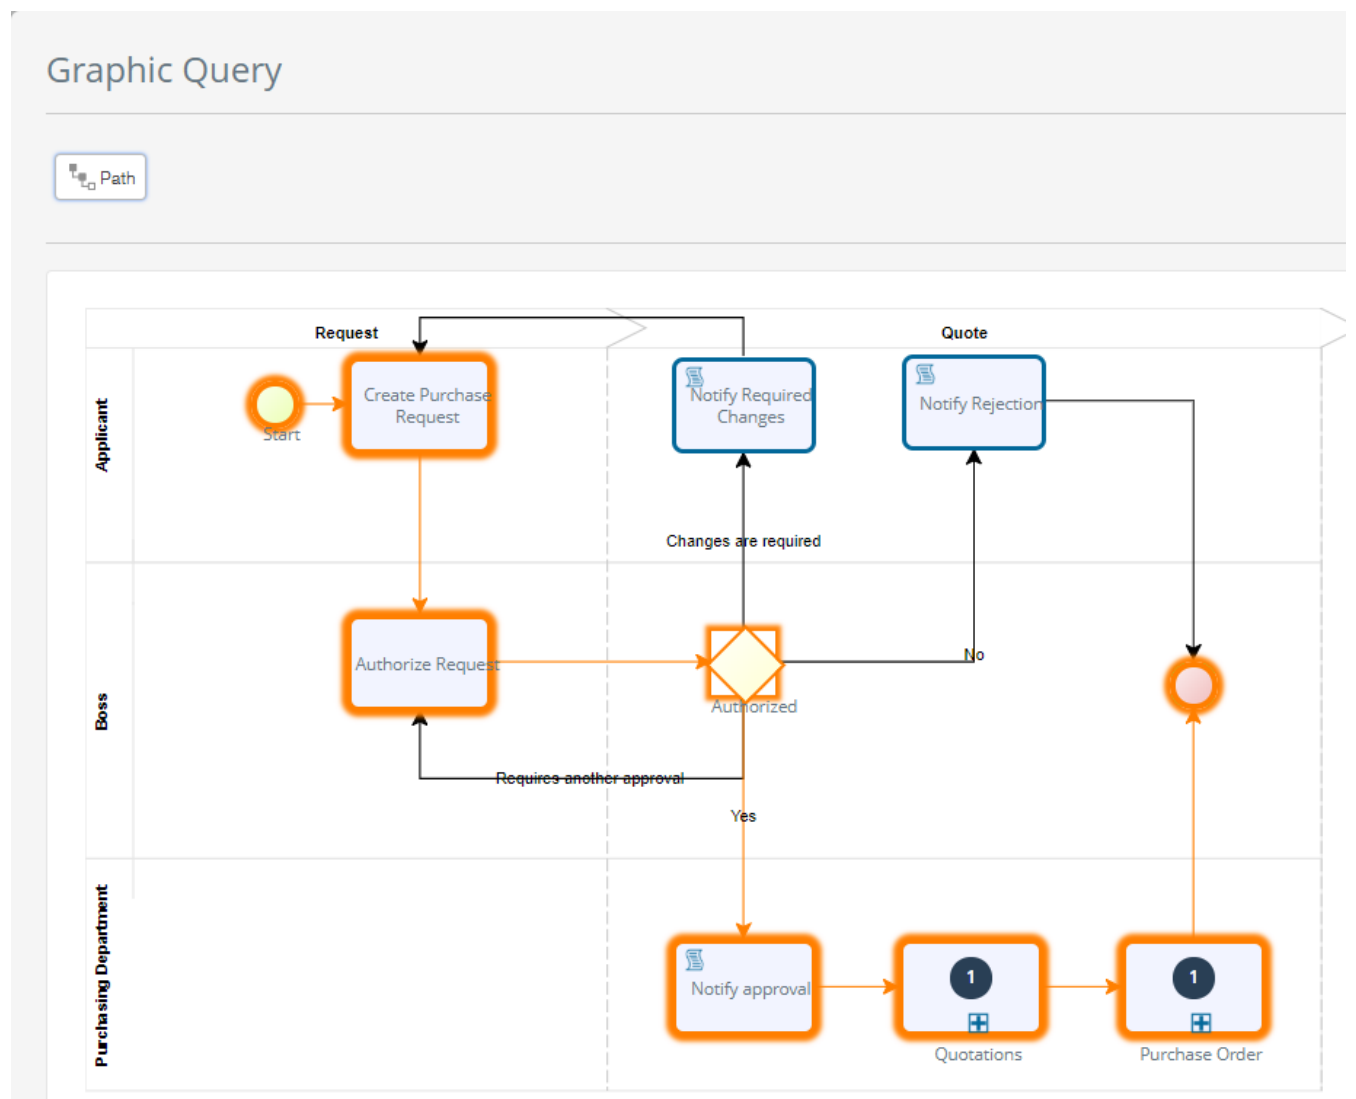 Graphic Query
Path
Request
Quote
Applicant
Start
Create Purchase
Request
Notify Required
Changes
Notify Rejection
Changes are required
Boss
Authorize Request
Authorized
No
Requires another approval
Yes
Purchasing Department
Notify approval
1
Quotations
1
Purchase Order